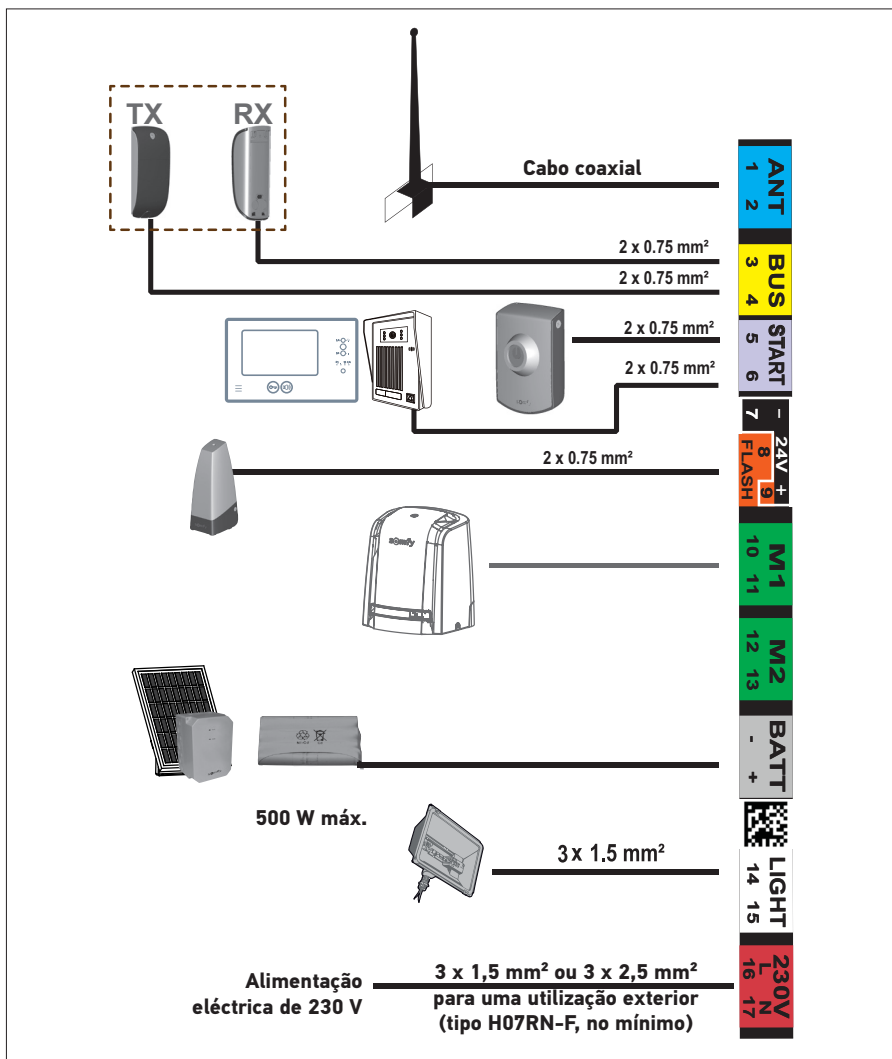 TX RX
Cabo coaxial
ANT
1 2
2 x 0.75 mm²
2 x 0.75 mm²
BUS
3 4
2 x 0.75 mm²
2 x 0.75 mm²
START
5 6
- 24V +
7 8 9
FLASH
2 x 0.75 mm²
somfy
M1
10 11
M2
12 13
BATT
- +
500 W máx.
3 x 1.5 mm²
LIGHT
14 15
Alimentação
eléctrica de 230 V
3 x 1,5 mm² ou 3 x 2,5 mm²
para uma utilização exterior
(tipo H07RN-F, no mínimo)
230V
L N
16 17